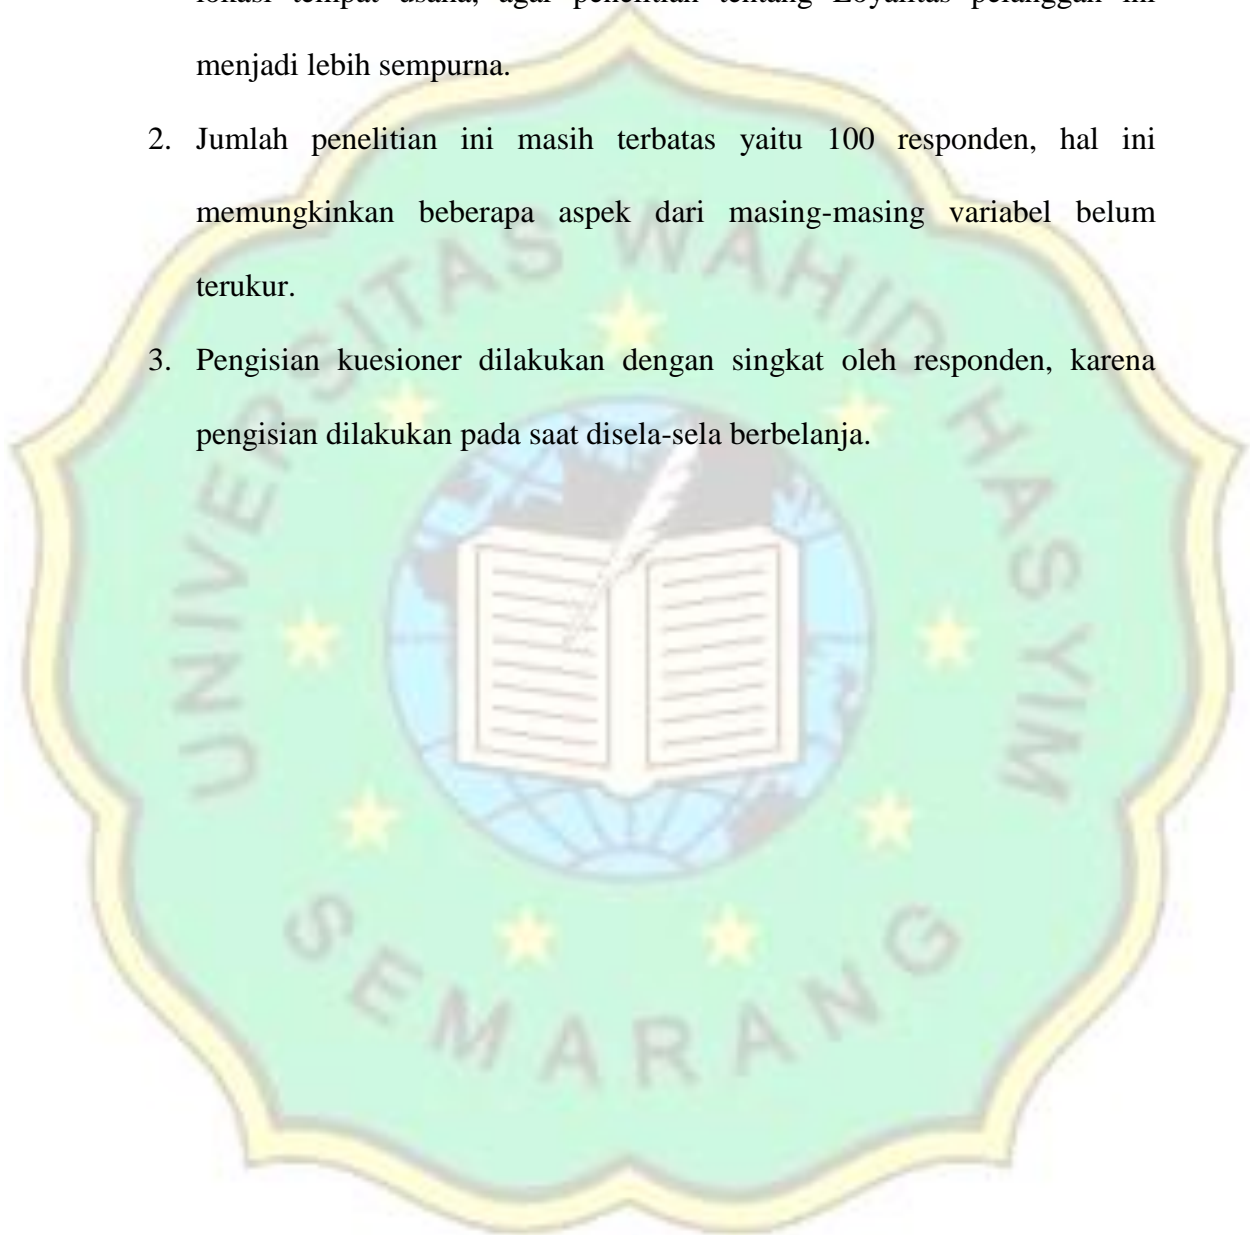 lokasi tempat usaha, agar penelitian tentang Loyalitas pelanggan ini
menjadi lebih sempurna.
2. Jumlah penelitian ini masih terbatas yaitu 100 responden, hal ini
memungkinkan beberapa aspek dari masing-masing variabel belum
terukur.
3. Pengisian kuesioner dilakukan dengan singkat oleh responden, karena
pengisian dilakukan pada saat disela-sela berbelanja.
UNIVERSITAS WAHID HASYIM
SEMARANG